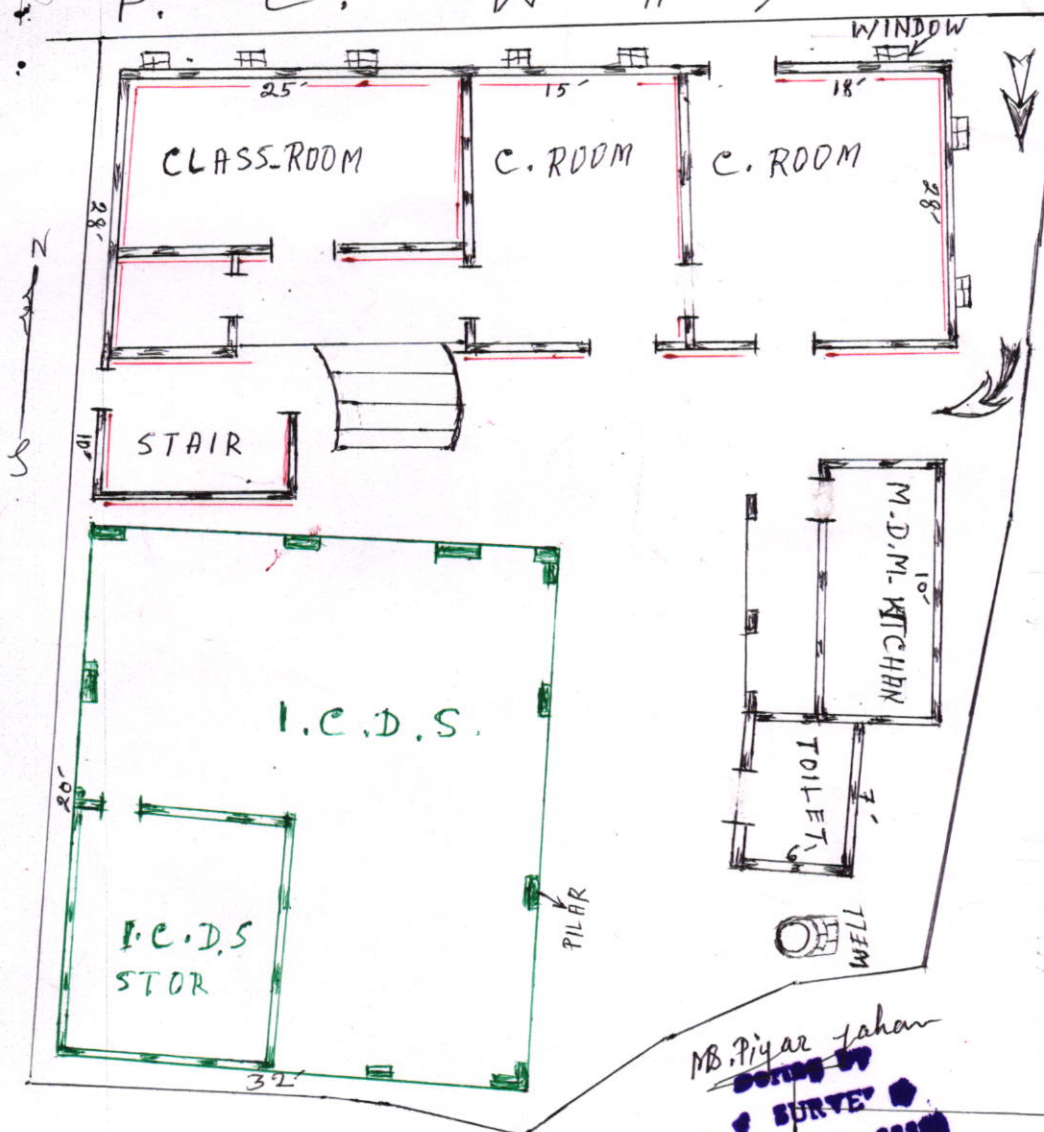 WINDOW
25' 15' 18'
CLASS-ROOM C. ROOM C. ROOM
28' 28'
N
S
STAIR
10'
M.D.M. KITCHAN
10'
I.C.D.S.
TOILET
7'
6'
20'
PILAR
WELL
I.C.D.S
STOR
32'
MB. Piyar Jahan
SURVE